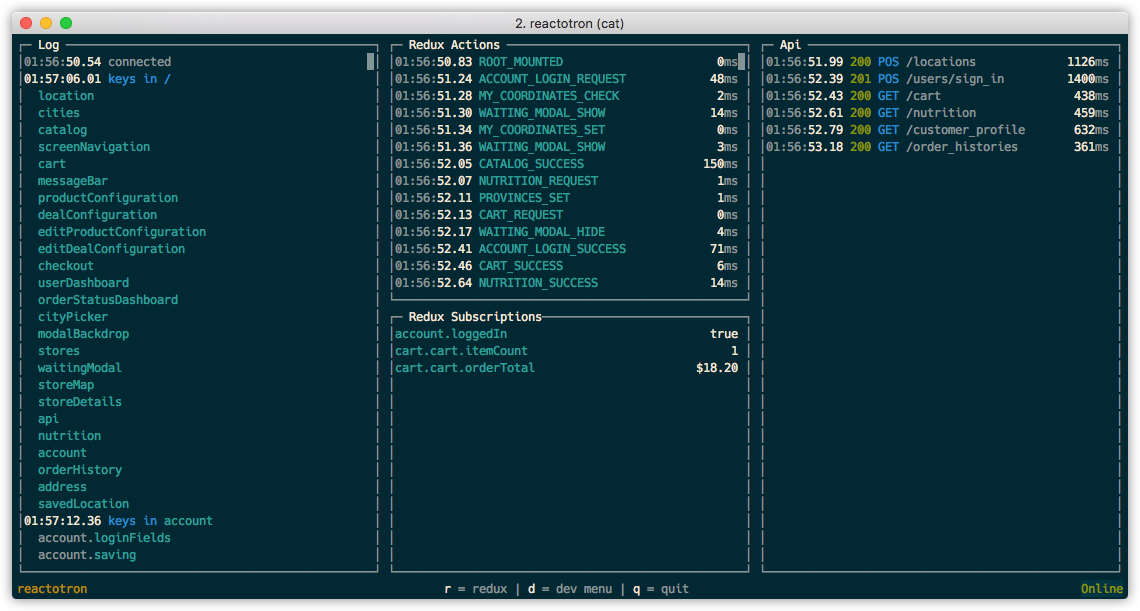 2. reactotron (cat)
Log
01:56:50.54 connected
01:57:06.01 keys in /
location
cities
catalog
screenNavigation
cart
messageBar
productConfiguration
dealConfiguration
editProductConfiguration
editDealConfiguration
checkout
userDashboard
orderStatusDashboard
cityPicker
modalBackdrop
stores
waitingModal
storeMap
storeDetails
api
nutrition
account
orderHistory
address
savedLocation
01:57:12.36 keys in account
account.loginFields
account.saving
Redux Actions
01:56:50.83 ROOT_MOUNTED 0ms
01:56:51.24 ACCOUNT_LOGIN_REQUEST 48ms
01:56:51.28 MY_COORDINATES_CHECK 2ms
01:56:51.30 WAITING_MODAL_SHOW 14ms
01:56:51.34 MY_COORDINATES_SET 0ms
01:56:51.36 WAITING_MODAL_SHOW 3ms
01:56:52.05 CATALOG_SUCCESS 150ms
01:56:52.07 NUTRITION_REQUEST 1ms
01:56:52.11 PROVINCES_SET 1ms
01:56:52.13 CART_REQUEST 0ms
01:56:52.17 WAITING_MODAL_HIDE 4ms
01:56:52.41 ACCOUNT_LOGIN_SUCCESS 71ms
01:56:52.46 CART_SUCCESS 6ms
01:56:52.64 NUTRITION_SUCCESS 14ms
Redux Subscriptions
account.loggedIn true
cart.cart.itemCount 1
cart.cart.orderTotal $18.20
Api
01:56:51.99 200 POS /locations 1126ms
01:56:52.39 201 POS /users/sign_in 1400ms
01:56:52.43 200 GET /cart 438ms
01:56:52.61 200 GET /nutrition 459ms
01:56:52.79 200 GET /customer_profile 632ms
01:56:53.18 200 GET /order_histories 361ms
reactotron r = redux | d = dev menu | q = quit Online